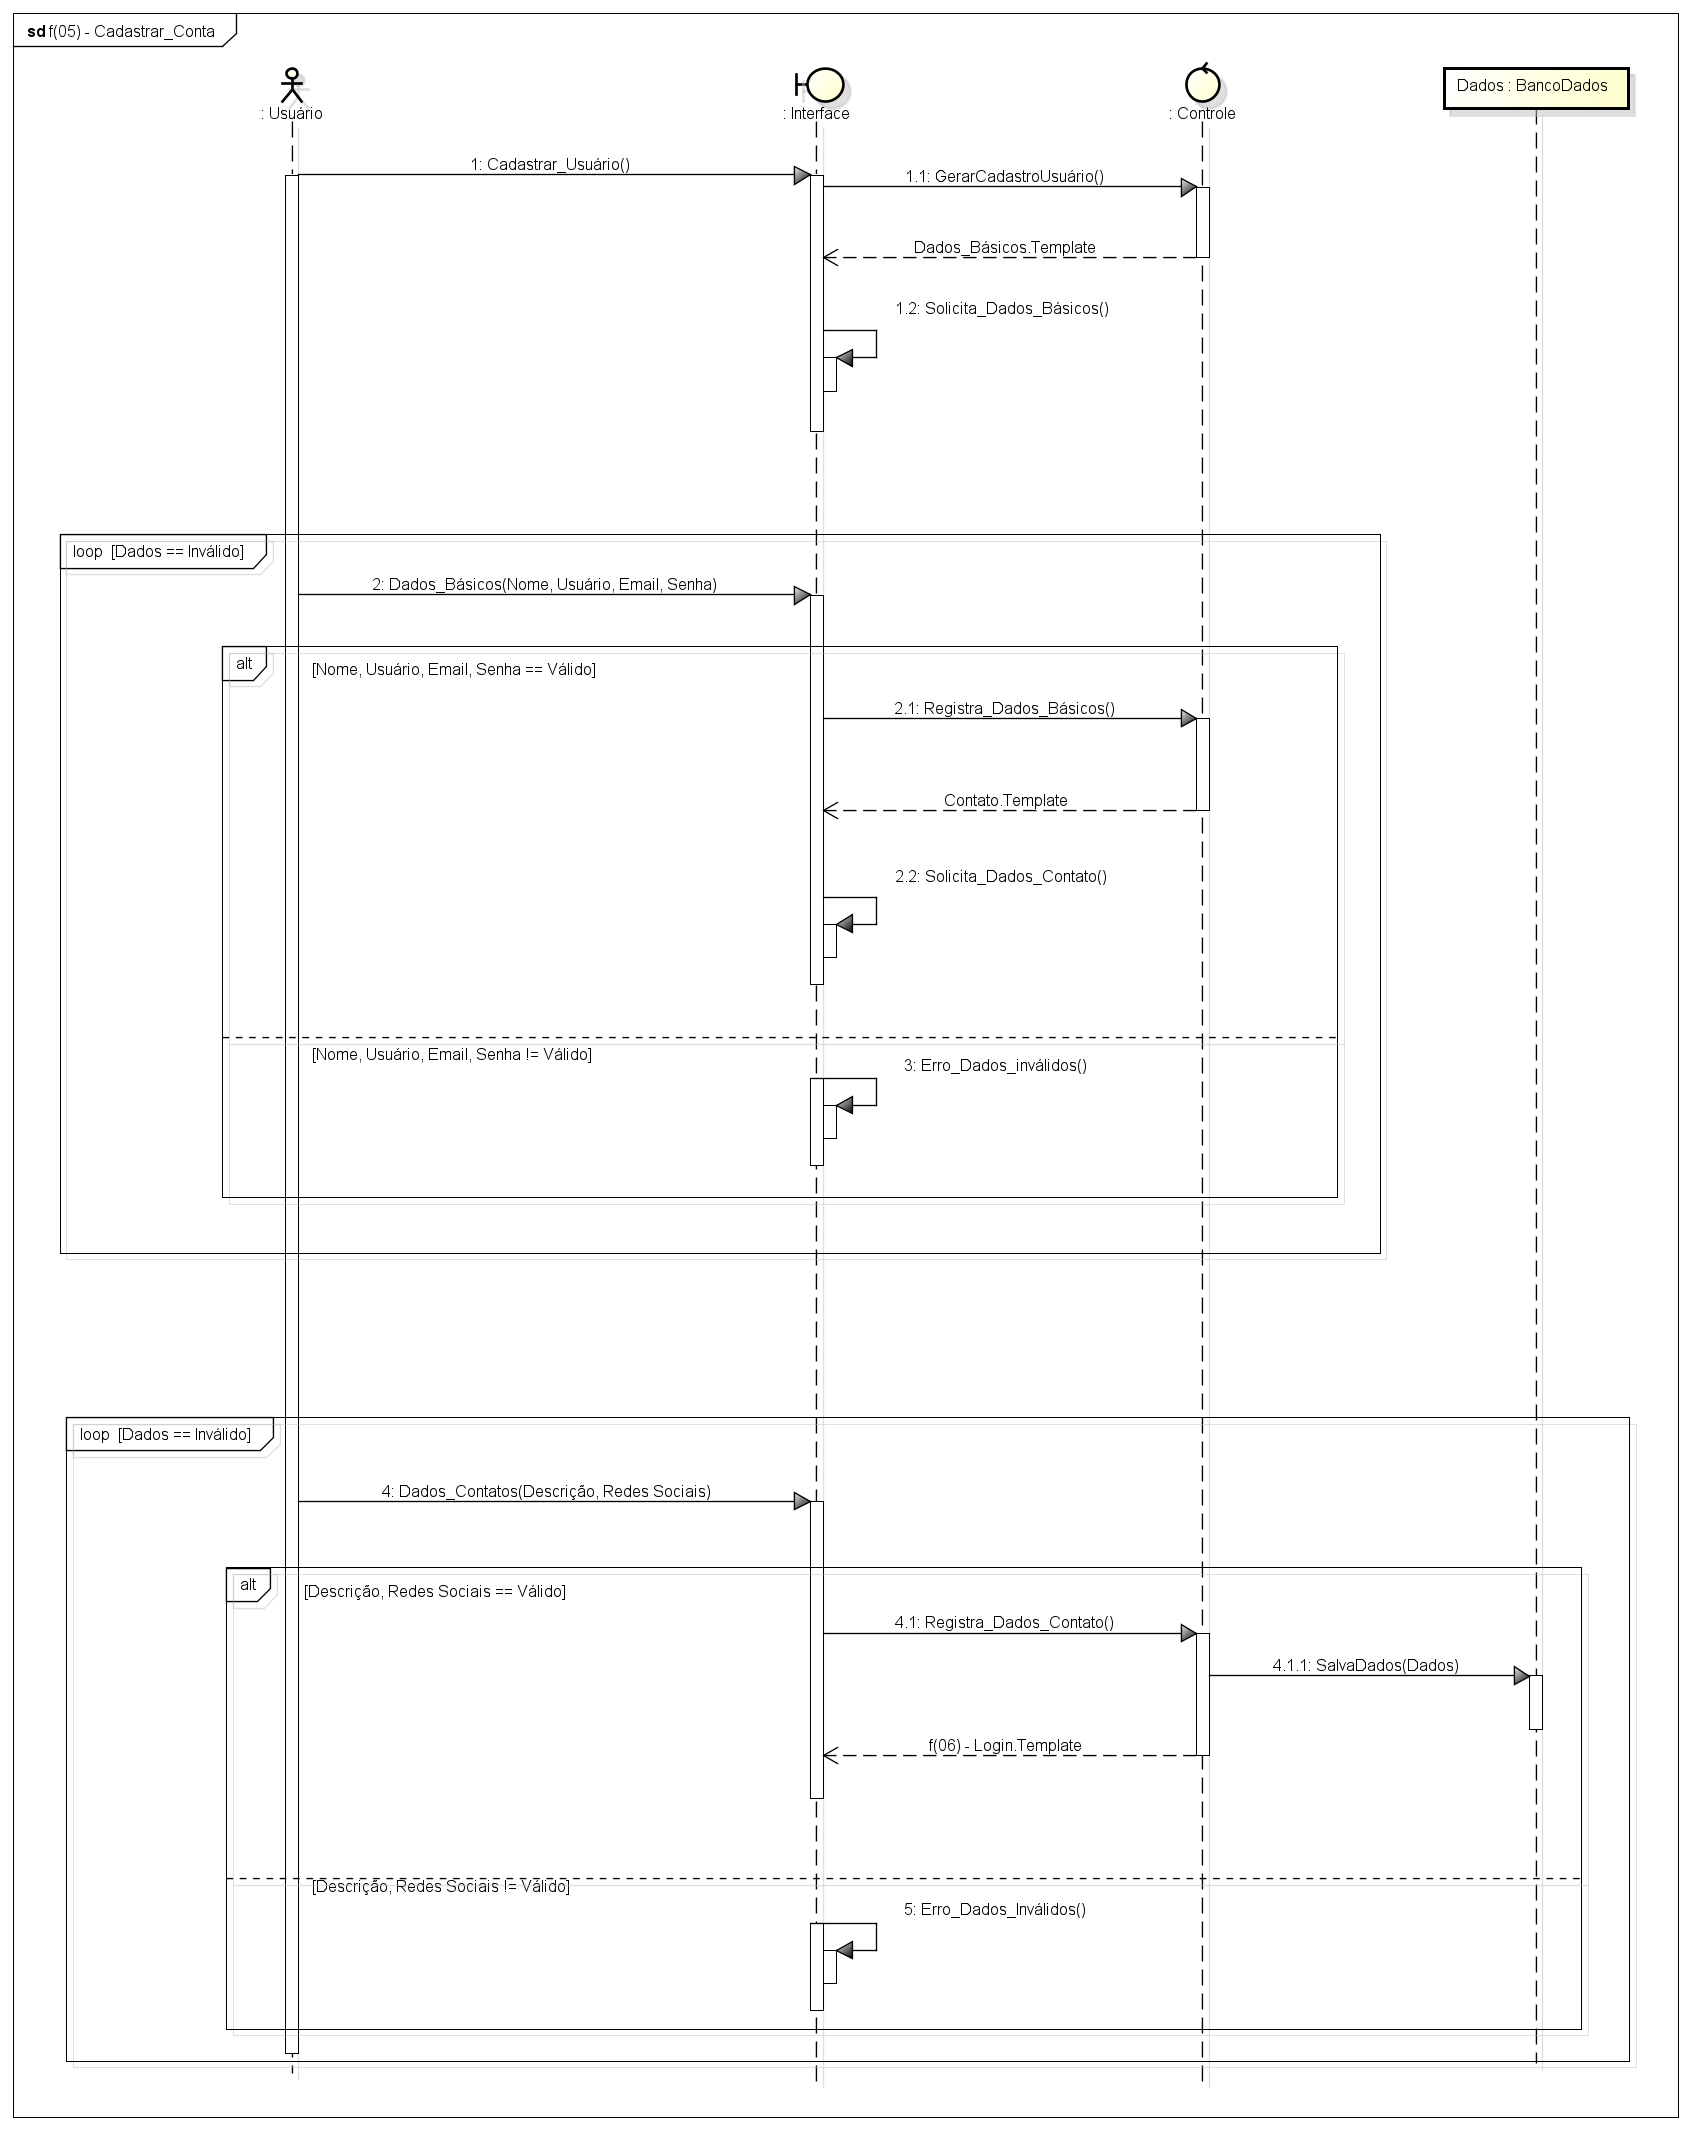 sd f(05) - Cadastrar_Conta
: Usuário
: Interface
: Controle
Dados : BancoDados
1: Cadastrar_Usuário()
1.1: GerarCadastroUsuário()
Dados_Básicos.Template
1.2: Solicita_Dados_Básicos()
loop [Dados == Inválido]
2: Dados_Básicos(Nome, Usuário, Email, Senha)
alt
[Nome, Usuário, Email, Senha == Válido]
2.1: Registra_Dados_Básicos()
Contato.Template
2.2: Solicita_Dados_Contato()
[Nome, Usuário, Email, Senha != Válido]
3: Erro_Dados_inválidos()
loop [Dados == Inválido]
4: Dados_Contatos(Descrição, Redes Sociais)
alt
[Descrição, Redes Sociais == Válido]
4.1: Registra_Dados_Contato()
4.1.1: SalvaDados(Dados)
f(06) - Login.Template
[Descrição, Redes Sociais != Válido]
5: Erro_Dados_Inválidos()